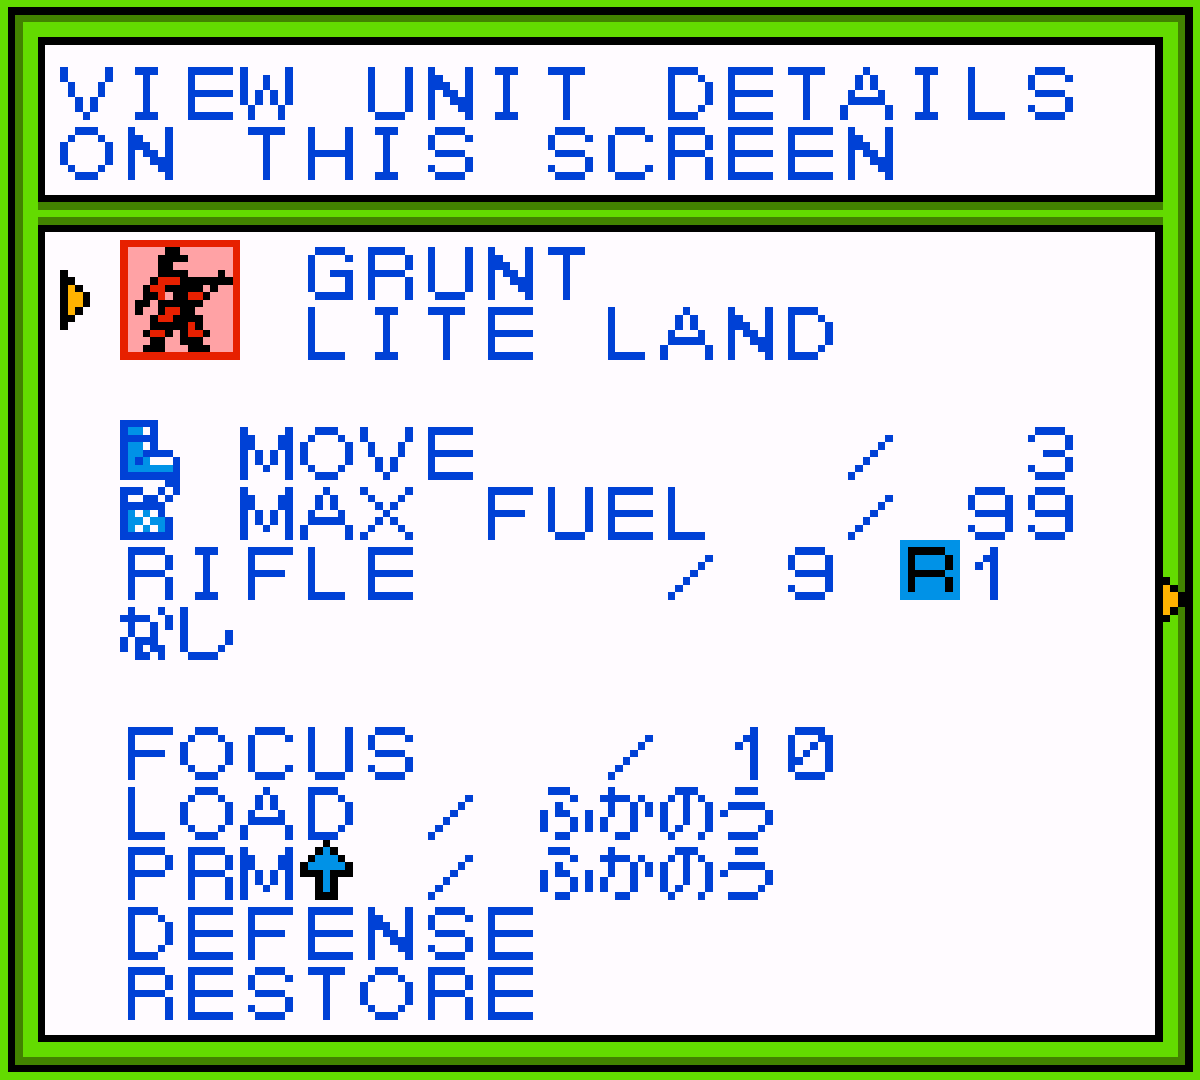 VIEW UNIT DETAILS
ON THIS SCREEN
GRUNT
LITE LAND
MOVE / 3
MAX FUEL / 99
RIFLE / 9 R1
なし
FOCUS / 10
LOAD / ふかのう
PRM↑ / ふかのう
DEFENSE
RESTORE